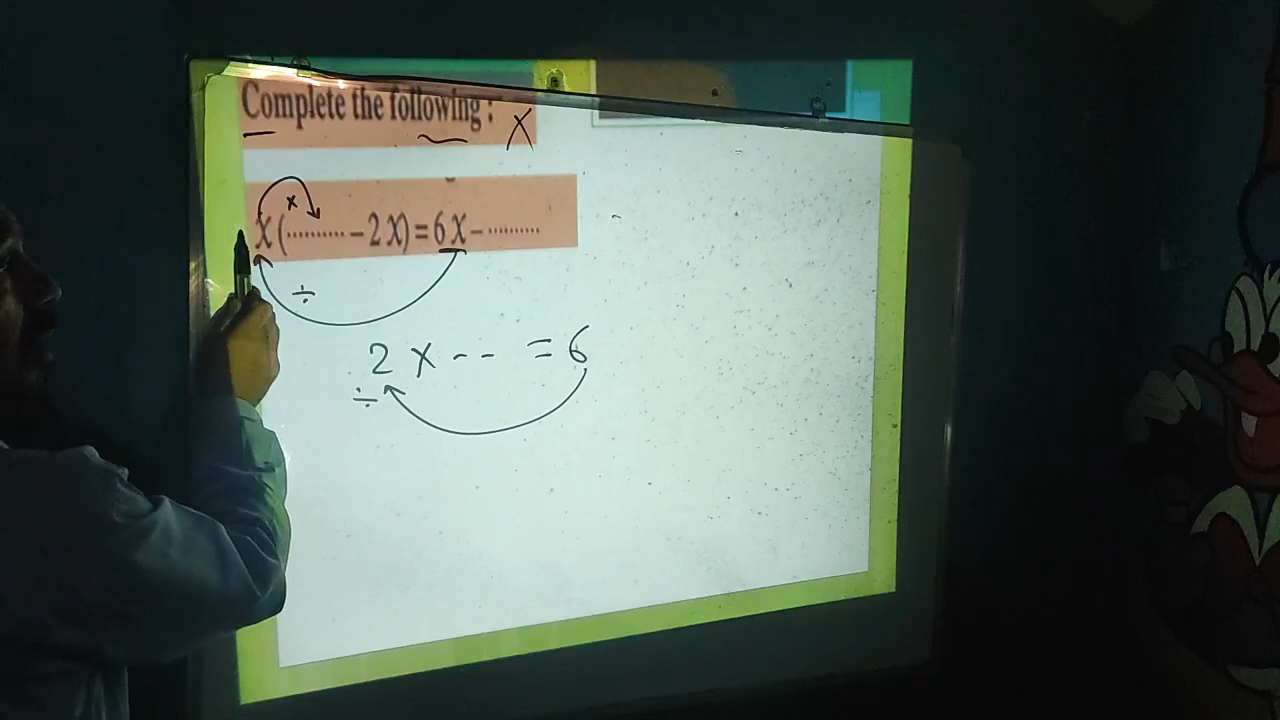 Complete the following : X
x
x (.......... – 2 x) = 6 x – ..........
÷
2 x -- = 6
÷